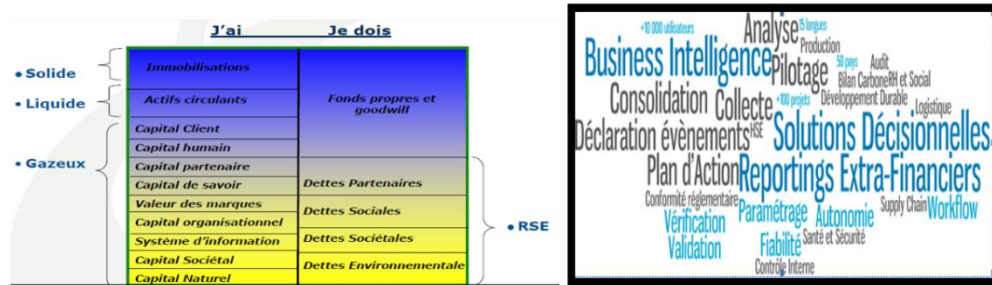 J'ai
Je dois
• Solide
• Liquide
• Gazeux
Immobilisations
Actifs circulants
Capital Client
Capital humain
Capital partenaire
Capital de savoir
Valeur des marques
Capital organisationnel
Système d'information
Capital Sociétal
Capital Naturel
Fonds propres et
goodwill
Dettes Partenaires
Dettes Sociales
Dettes Sociétales
Dettes Environnementale
• RSE
+10 000 utilisateurs
Analyse
15 langues
Production
Business Intelligence
Pilotage
50 pays
Audit
Bilan Carbone
RH et Social
Consolidation
Collecte
+100 projets
Développement Durable
Logistique
Déclaration évènements
HSE
Solutions Décisionnelles
Plan d'Action
Reportings Extra-Financiers
Conformité réglementaire
Paramétrage
Autonomie
Supply Chain
Workflow
Vérification
Validation
Fiabilité
Santé et Sécurité
Contrôle Interne